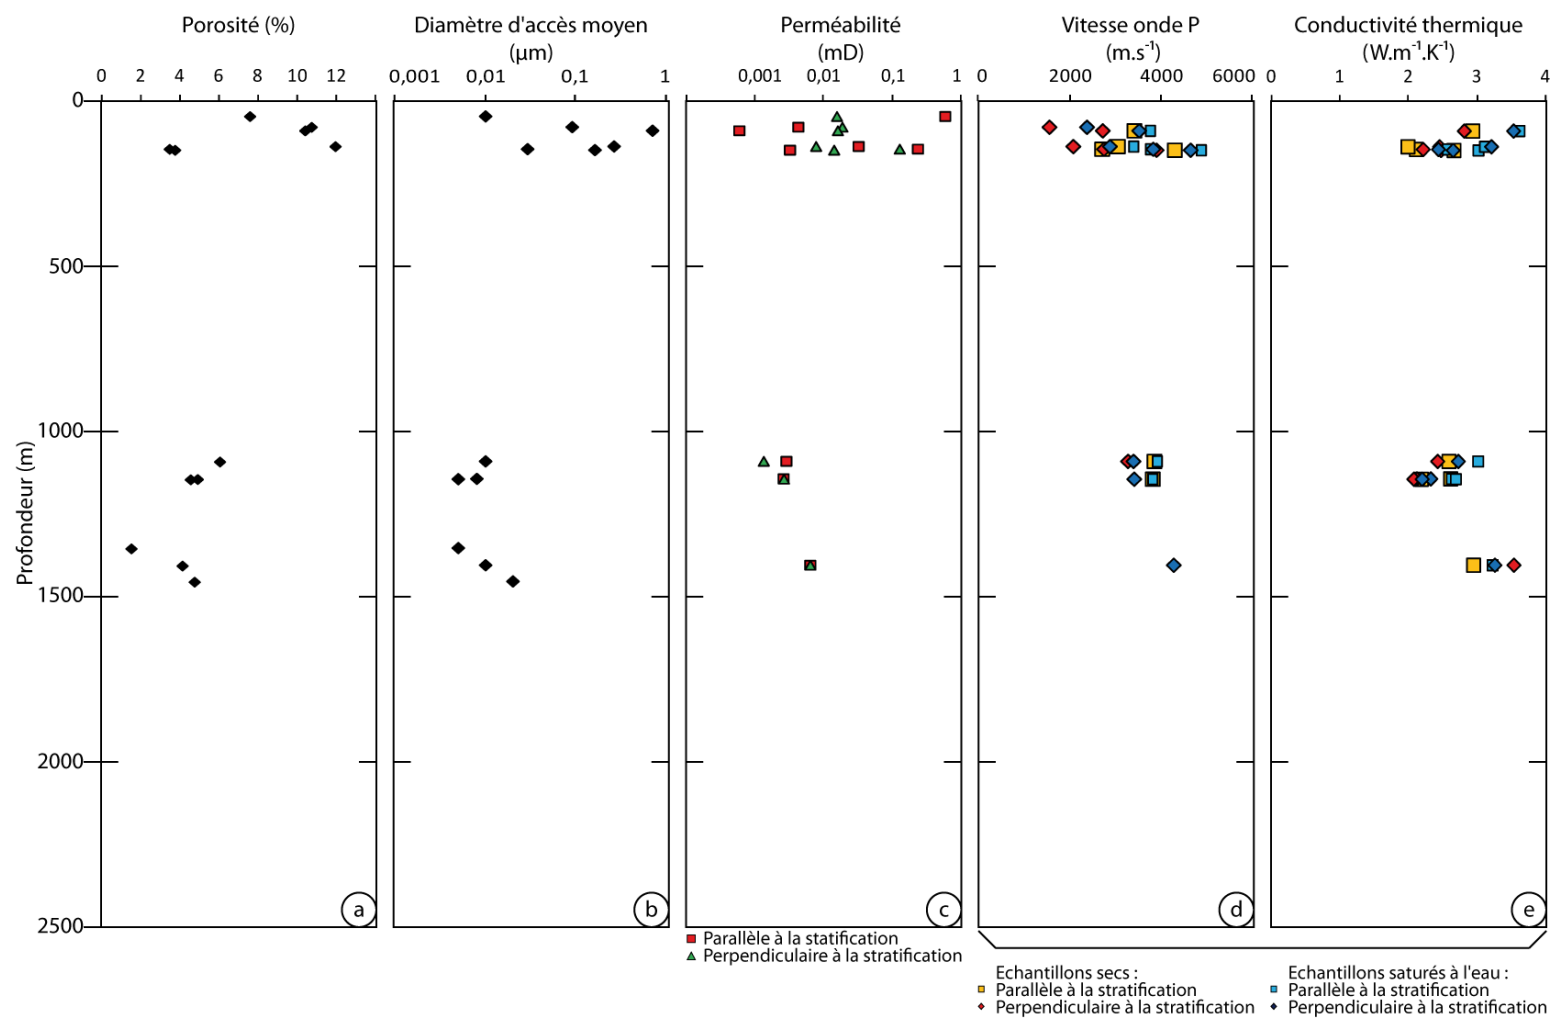 Porosité (%)
Diamètre d'accès moyen
(µm)
Perméabilité
(mD)
Vitesse onde P
(m.s-1)
Conductivité thermique
(W.m-1.K-1)
0 2 4 6 8 10 12
0,001 0,01 0,1 1
0,001 0,01 0,1 1
0 2000 4000 6000
0 1 2 3 4
Profondeur (m)
0
500
1000
1500
2000
2500
a
b
c
d
e
Parallèle à la statification
Perpendiculaire à la stratification
Echantillons secs :
Parallèle à la stratification
Perpendiculaire à la stratification
Echantillons saturés à l'eau :
Parallèle à la stratification
Perpendiculaire à la stratification